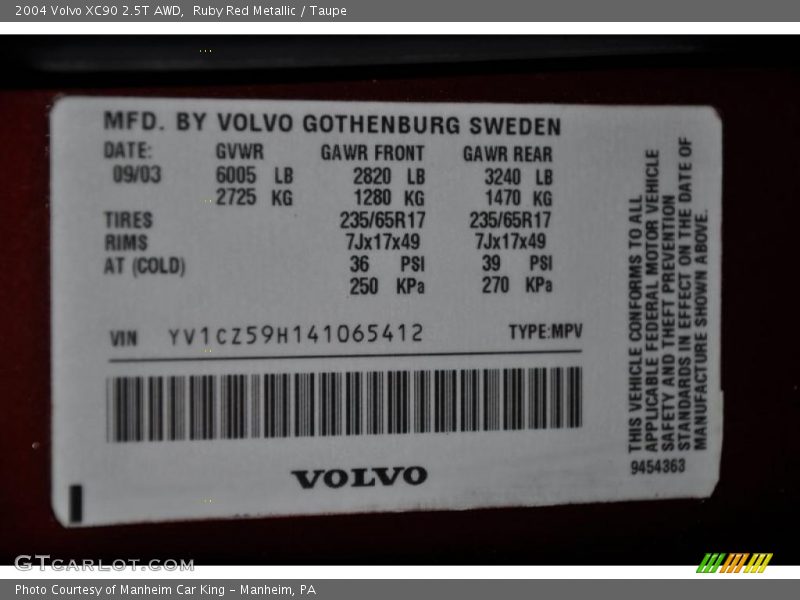 2004 Volvo XC90 2.5T AWD, Ruby Red Metallic / Taupe
MFD. BY VOLVO GOTHENBURG SWEDEN
DATE: GVWR GAWR FRONT GAWR REAR
09/03 6005 LB 2820 LB 3240 LB
2725 KG 1280 KG 1470 KG
TIRES 235/65R17 235/65R17
RIMS 7Jx17x49 7Jx17x49
AT (COLD) 36 PSI 39 PSI
250 KPa 270 KPa
VIN YV1CZ59H141065412 TYPE:MPV
VOLVO
THIS VEHICLE CONFORMS TO ALL
APPLICABLE FEDERAL MOTOR VEHICLE
SAFETY AND THEFT PREVENTION
STANDARDS IN EFFECT ON THE DATE OF
MANUFACTURE SHOWN ABOVE.
9454363
GTCARLOT.COM
Photo Courtesy of Manheim Car King - Manheim, PA